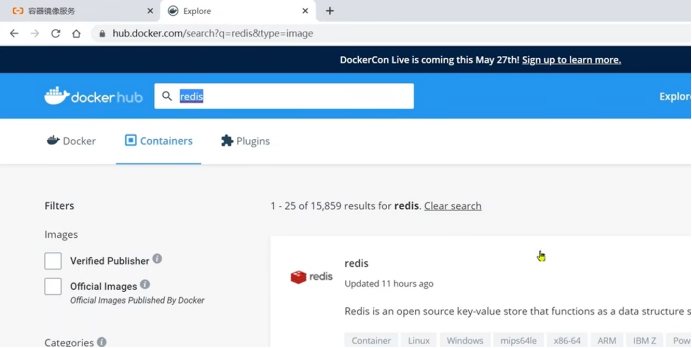 容器镜像服务
Explore
hub.docker.com/search?q=redis&type=image
DockerCon Live is coming this May 27th! Sign up to learn more.
dockerhub
redis
Explore
Docker
Containers
Plugins
Filters
1 - 25 of 15,859 results for redis. Clear search
Images
Verified Publisher
Official Images
Official Images Published By Docker
Categories
redis
redis
Updated 11 hours ago
Redis is an open source key-value store that functions as a data structure s
Container Linux Windows mips64le x86-64 ARM IBM Z Pow